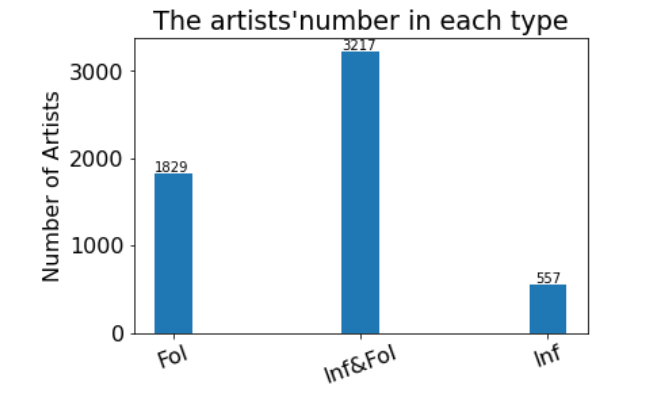 The artists'number in each type
Number of Artists
3000
2000
1000
0
1829
3217
557
Fol
Inf&Fol
Inf